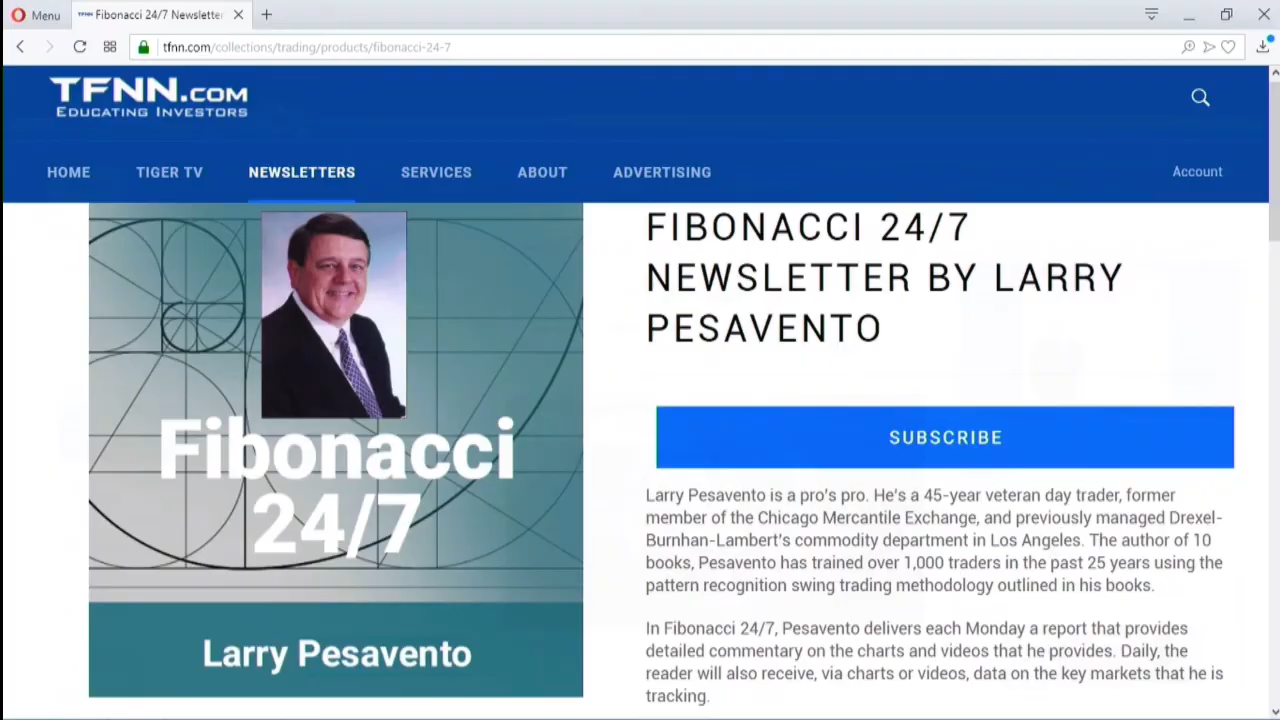 Menu
TFNN Fibonacci 24/7 Newsletter
tfnn.com/collections/trading/products/fibonacci-24-7
TFNN.COM
EDUCATING INVESTORS
HOME TIGER TV NEWSLETTERS SERVICES ABOUT ADVERTISING Account
Fibonacci
24/7
Larry Pesavento
FIBONACCI 24/7
NEWSLETTER BY LARRY
PESAVENTO
SUBSCRIBE
Larry Pesavento is a pro's pro. He's a 45-year veteran day trader, former
member of the Chicago Mercantile Exchange, and previously managed Drexel-
Burnhan-Lambert's commodity department in Los Angeles. The author of 10
books, Pesavento has trained over 1,000 traders in the past 25 years using the
pattern recognition swing trading methodology outlined in his books.
In Fibonacci 24/7, Pesavento delivers each Monday a report that provides
detailed commentary on the charts and videos that he provides. Daily, the
reader will also receive, via charts or videos, data on the key markets that he is
tracking.